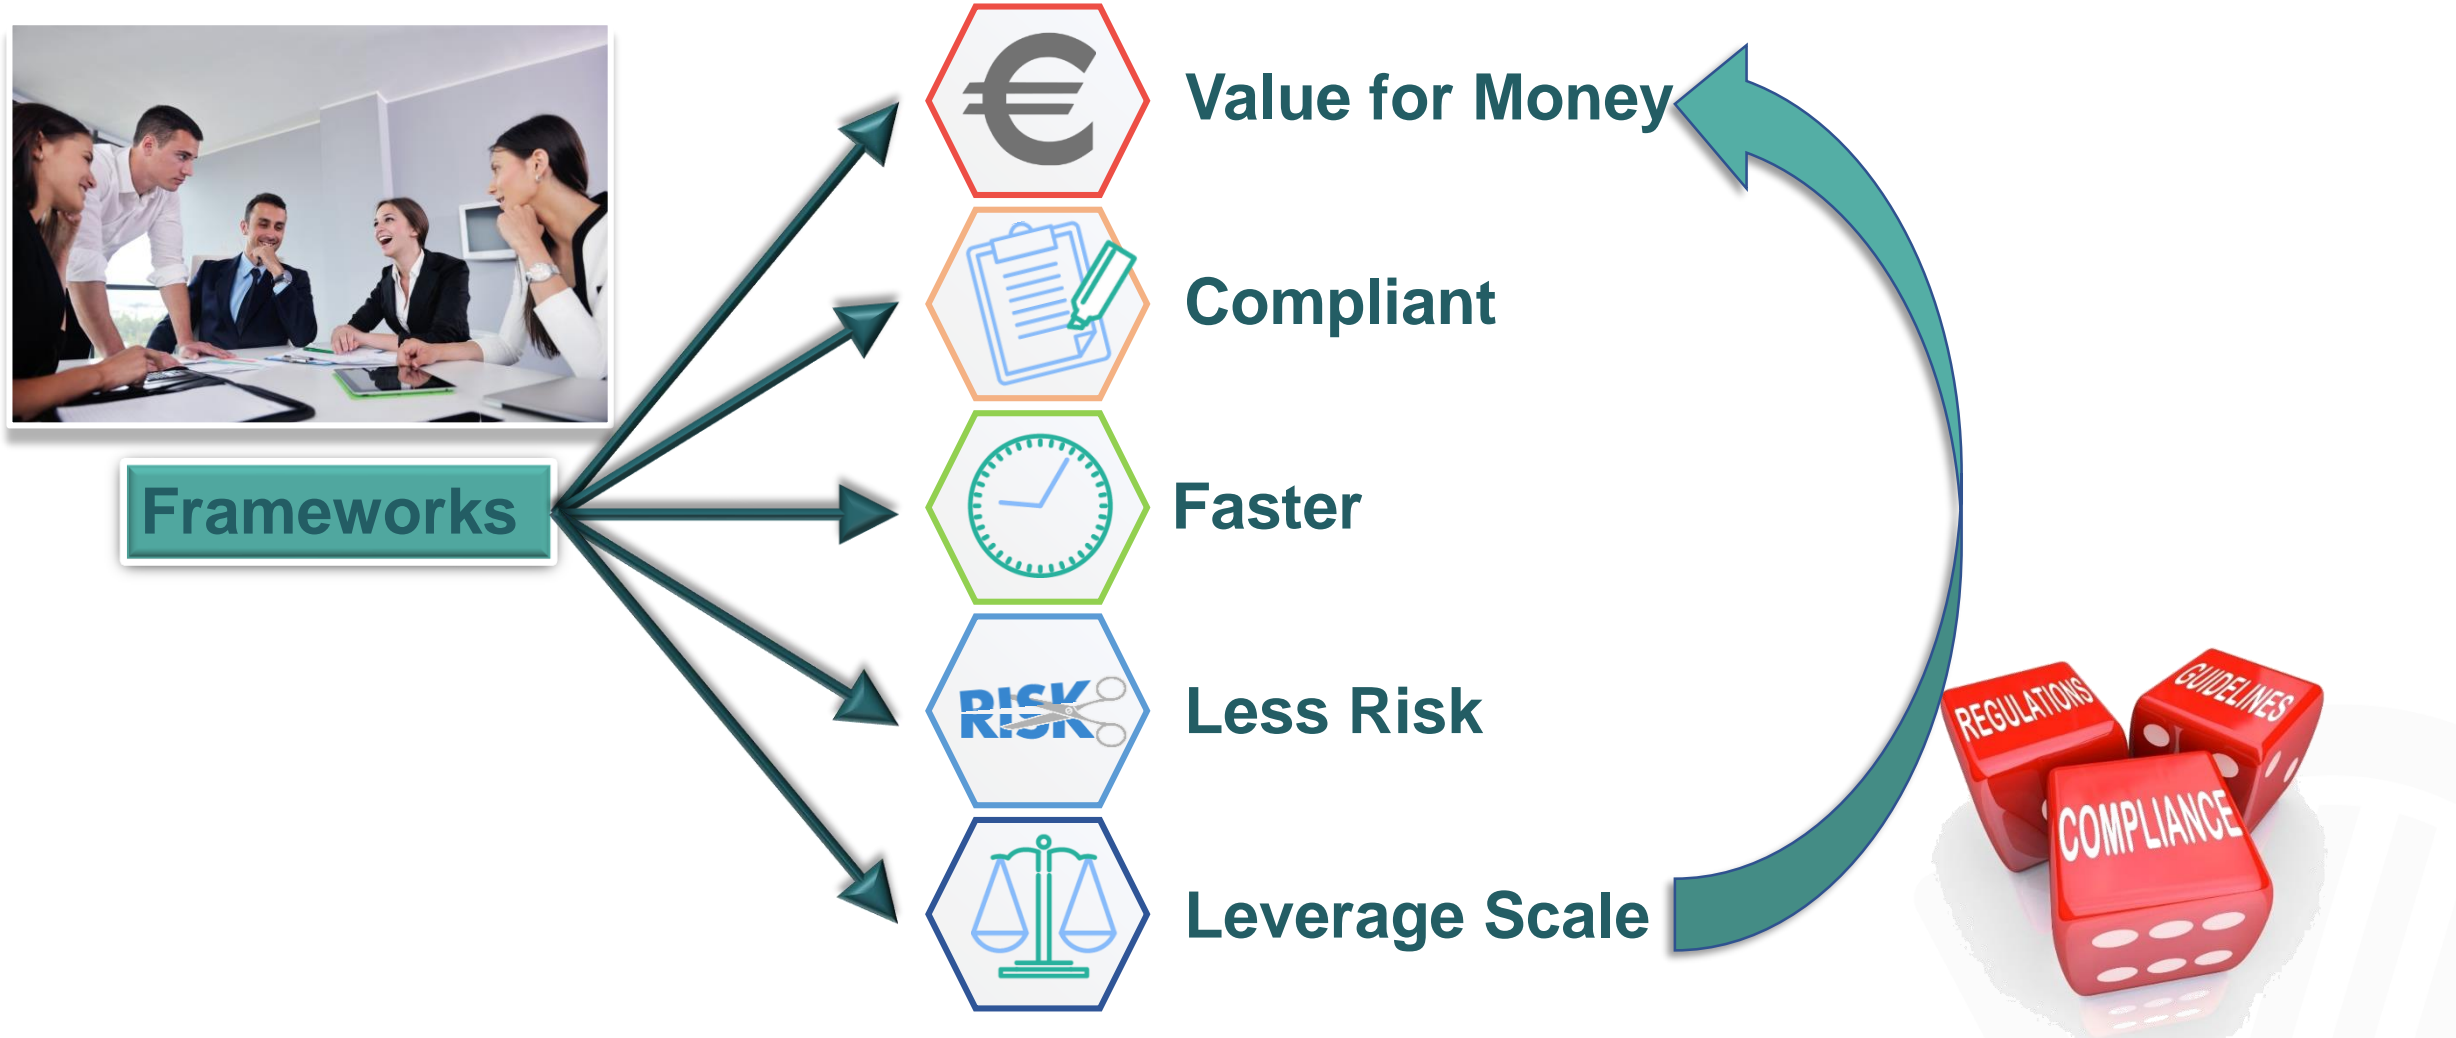 Frameworks
€
Value for Money
Compliant
Faster
RISK
Less Risk
Leverage Scale
REGULATIONS
GUIDELINES
COMPLIANCE